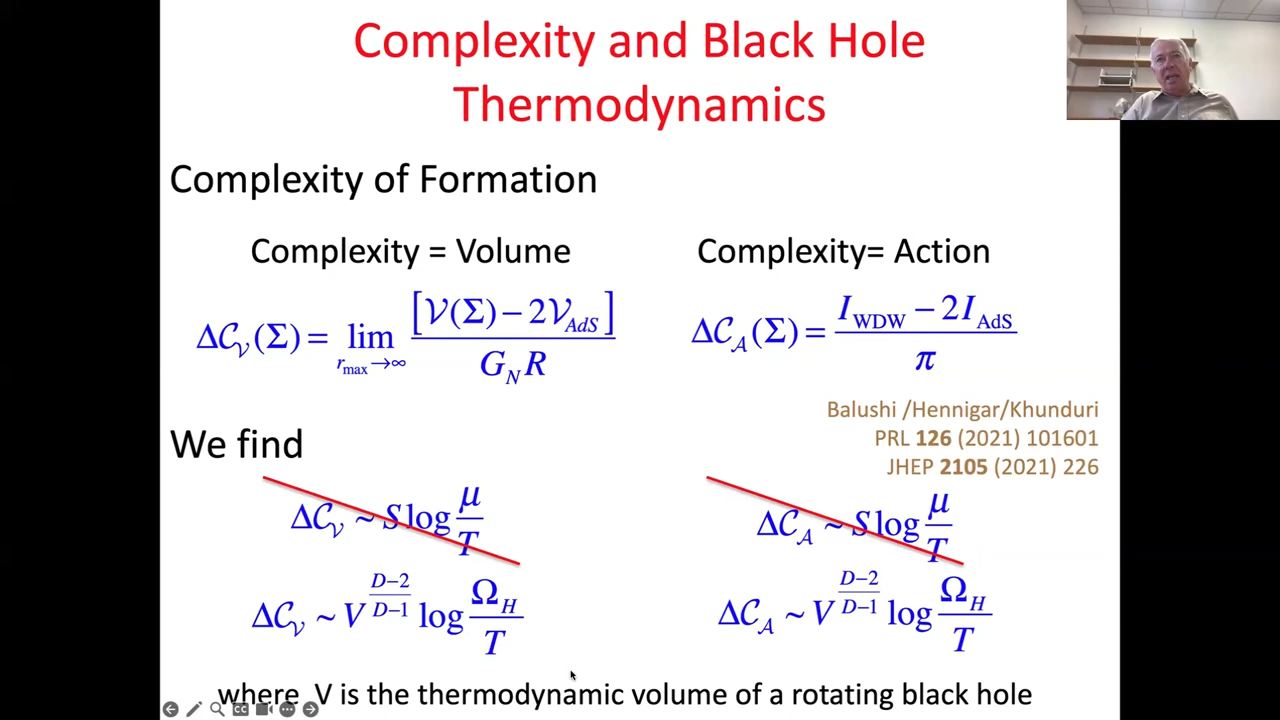 Complexity and Black Hole
Thermodynamics
Complexity of Formation
Complexity = Volume
Complexity= Action
Δ𝒞_𝒱(Σ) = lim_{r_max→∞} [𝒱(Σ) − 2𝒱_AdS] / G_N R
Δ𝒞_𝒜(Σ) = (I_WDW − 2I_AdS) / π
Balushi /Hennigar/Khunduri
PRL 126 (2021) 101601
JHEP 2105 (2021) 226
We find
Δ𝒞_𝒱 ~ S log μ/T
Δ𝒞_𝒜 ~ S log μ/T
Δ𝒞_𝒱 ~ V^{(D−2)/(D−1)} log Ω_H/T
Δ𝒞_𝒜 ~ V^{(D−2)/(D−1)} log Ω_H/T
where V is the thermodynamic volume of a rotating black hole
CC